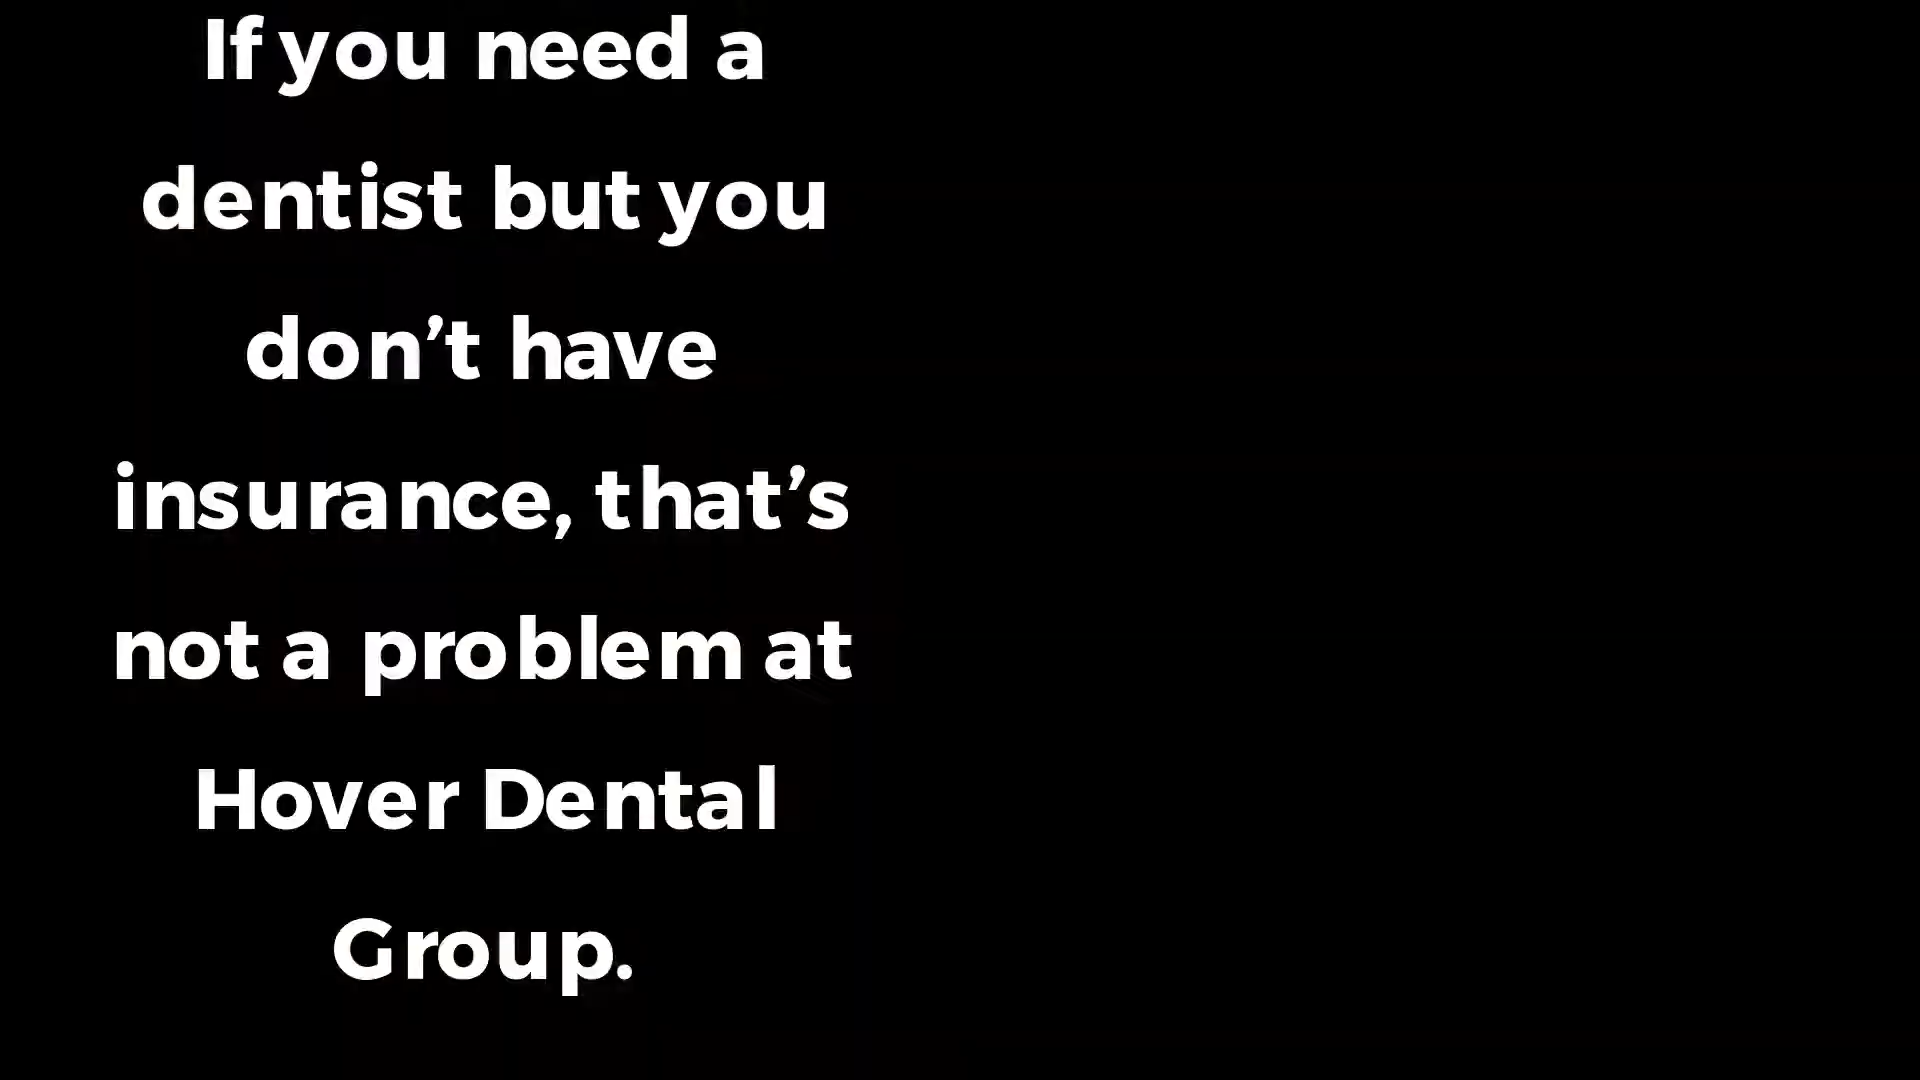 If you need a
dentist but you
don’t have
insurance, that’s
not a problem at
Hover Dental
Group.